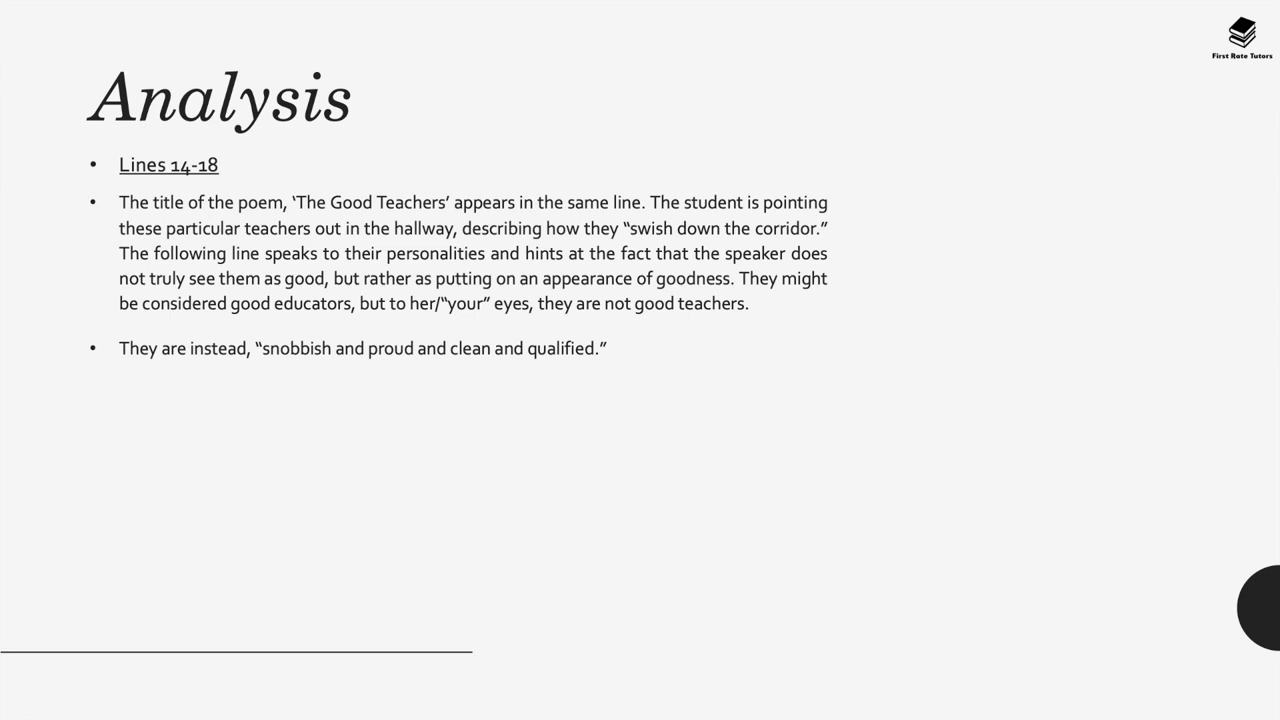 First Rate Tutors
Analysis
• Lines 14-18
• The title of the poem, ‘The Good Teachers’ appears in the same line. The student is pointing
these particular teachers out in the hallway, describing how they “swish down the corridor.”
The following line speaks to their personalities and hints at the fact that the speaker does
not truly see them as good, but rather as putting on an appearance of goodness. They might
be considered good educators, but to her/“your” eyes, they are not good teachers.
• They are instead, “snobbish and proud and clean and qualified.”